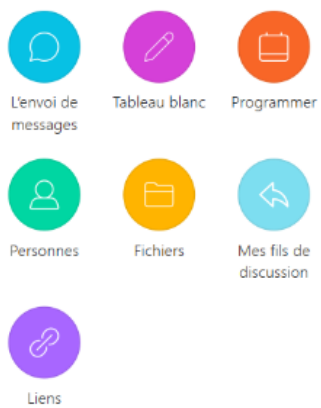 L'envoi de
messages
Tableau blanc
Programmer
Personnes
Fichiers
Mes fils de
discussion
Liens